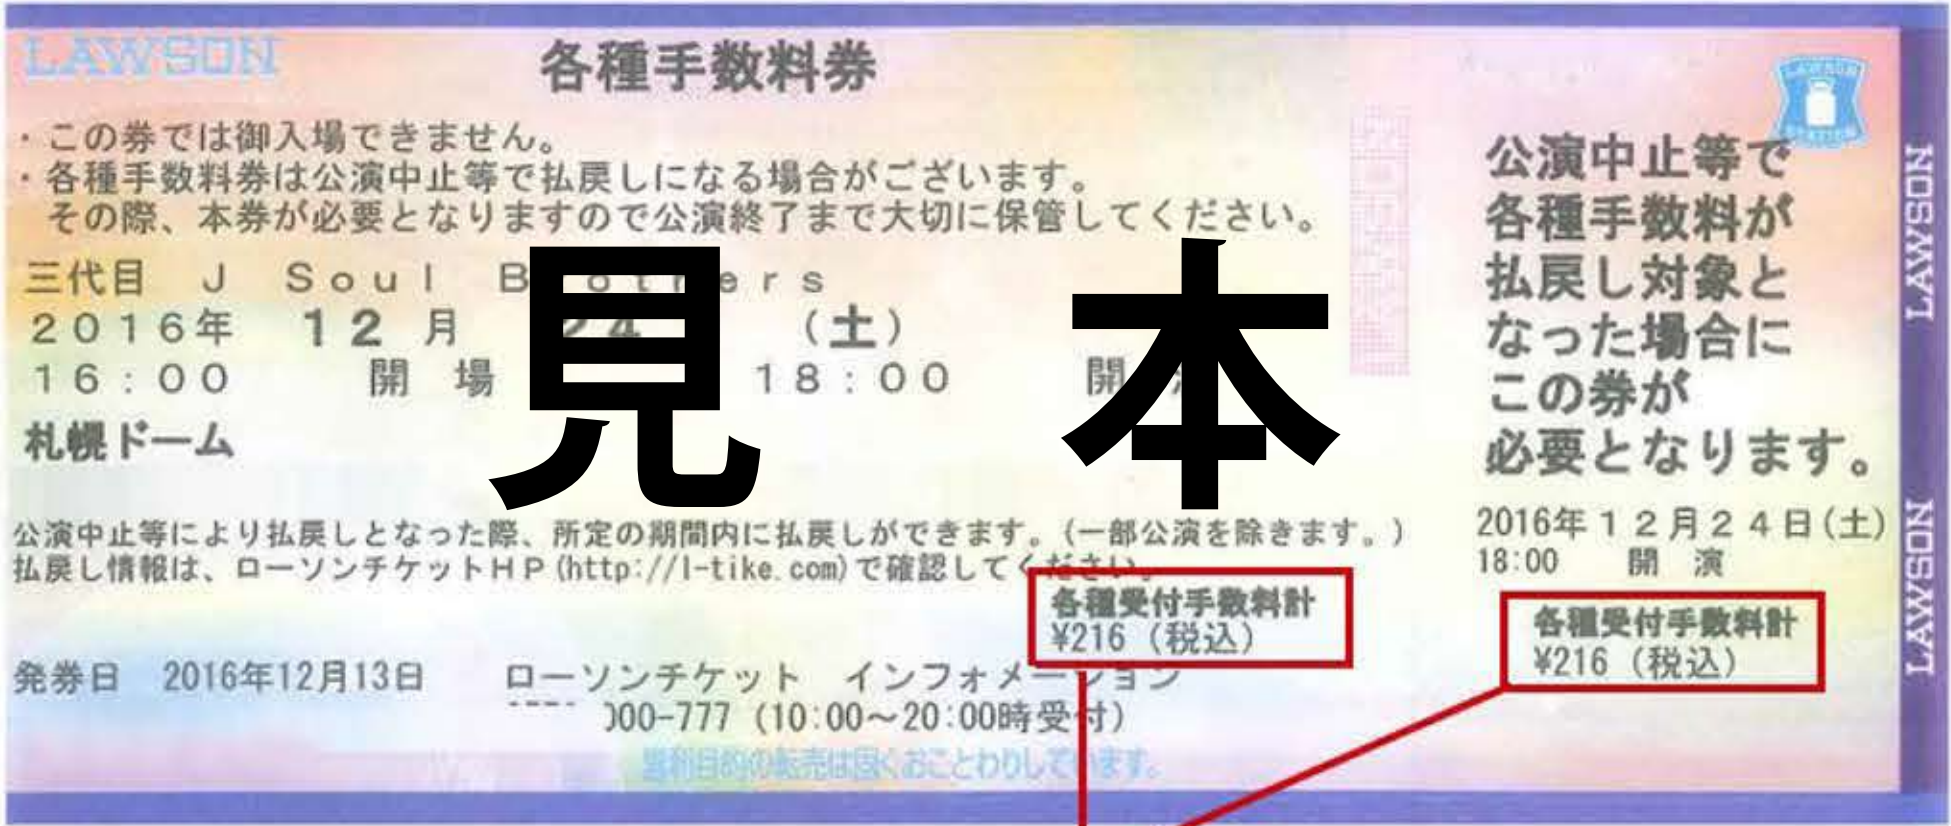 LAWSON
各種手数料券
・この券では御入場できません。
・各種手数料券は公演中止等で払戻しになる場合がございます。
その際、本券が必要となりますので公演終了まで大切に保管してください。
三代目 J Soul Brothers
2016年 12月 24 (土)
16:00 開場 18:00 開演
札幌ドーム
見本
公演中止等により払戻しとなった際、所定の期間内に払戻しができます。(一部公演を除きます。)
払戻し情報は、ローソンチケットHP(http://l-tike.com)で確認してください。
各種受付手数料計
¥216 (税込)
発券日 2016年12月13日 ローソンチケット インフォメーション
000-777 (10:00～20:00時受付)
営利目的の転売は固くおことわりしています。
LAWSON
STATION
公演中止等で
各種手数料が
払戻し対象と
なった場合に
この券が
必要となります。
2016年12月24日(土)
18:00 開演
各種受付手数料計
¥216 (税込)
LAWSON
LAWSON